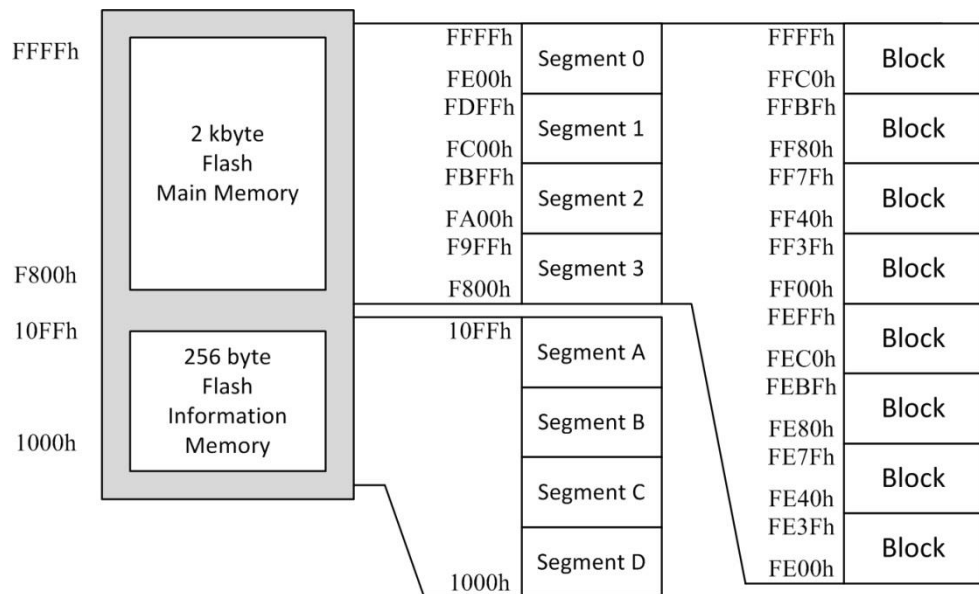 FFFFh
2 kbyte
Flash
Main Memory
F800h
10FFh
256 byte
Flash
Information
Memory
1000h
FFFFh
Segment 0
FE00h
FDFFh
Segment 1
FC00h
FBFFh
Segment 2
FA00h
F9FFh
Segment 3
F800h
10FFh
Segment A
Segment B
Segment C
Segment D
1000h
FFFFh
Block
FFC0h
FFBFh
Block
FF80h
FF7Fh
Block
FF40h
FF3Fh
Block
FF00h
FEFFh
Block
FEC0h
FEBFh
Block
FE80h
FE7Fh
Block
FE40h
FE3Fh
Block
FE00h